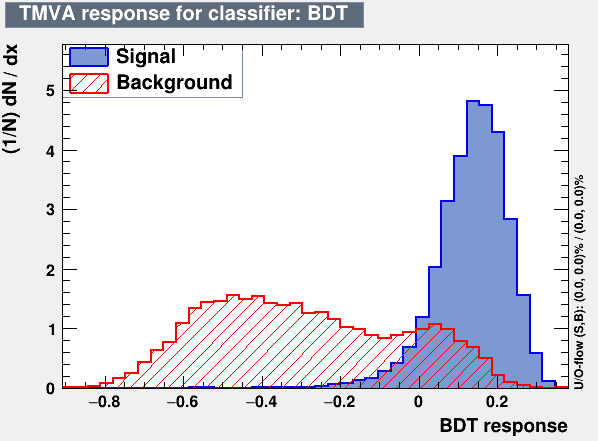 TMVA response for classifier: BDT
Signal
Background
(1/N) dN / dx
5
4
3
2
1
0
−0.8 −0.6 −0.4 −0.2 0 0.2
BDT response
U/O-flow (S,B): (0.0, 0.0)% / (0.0, 0.0)%